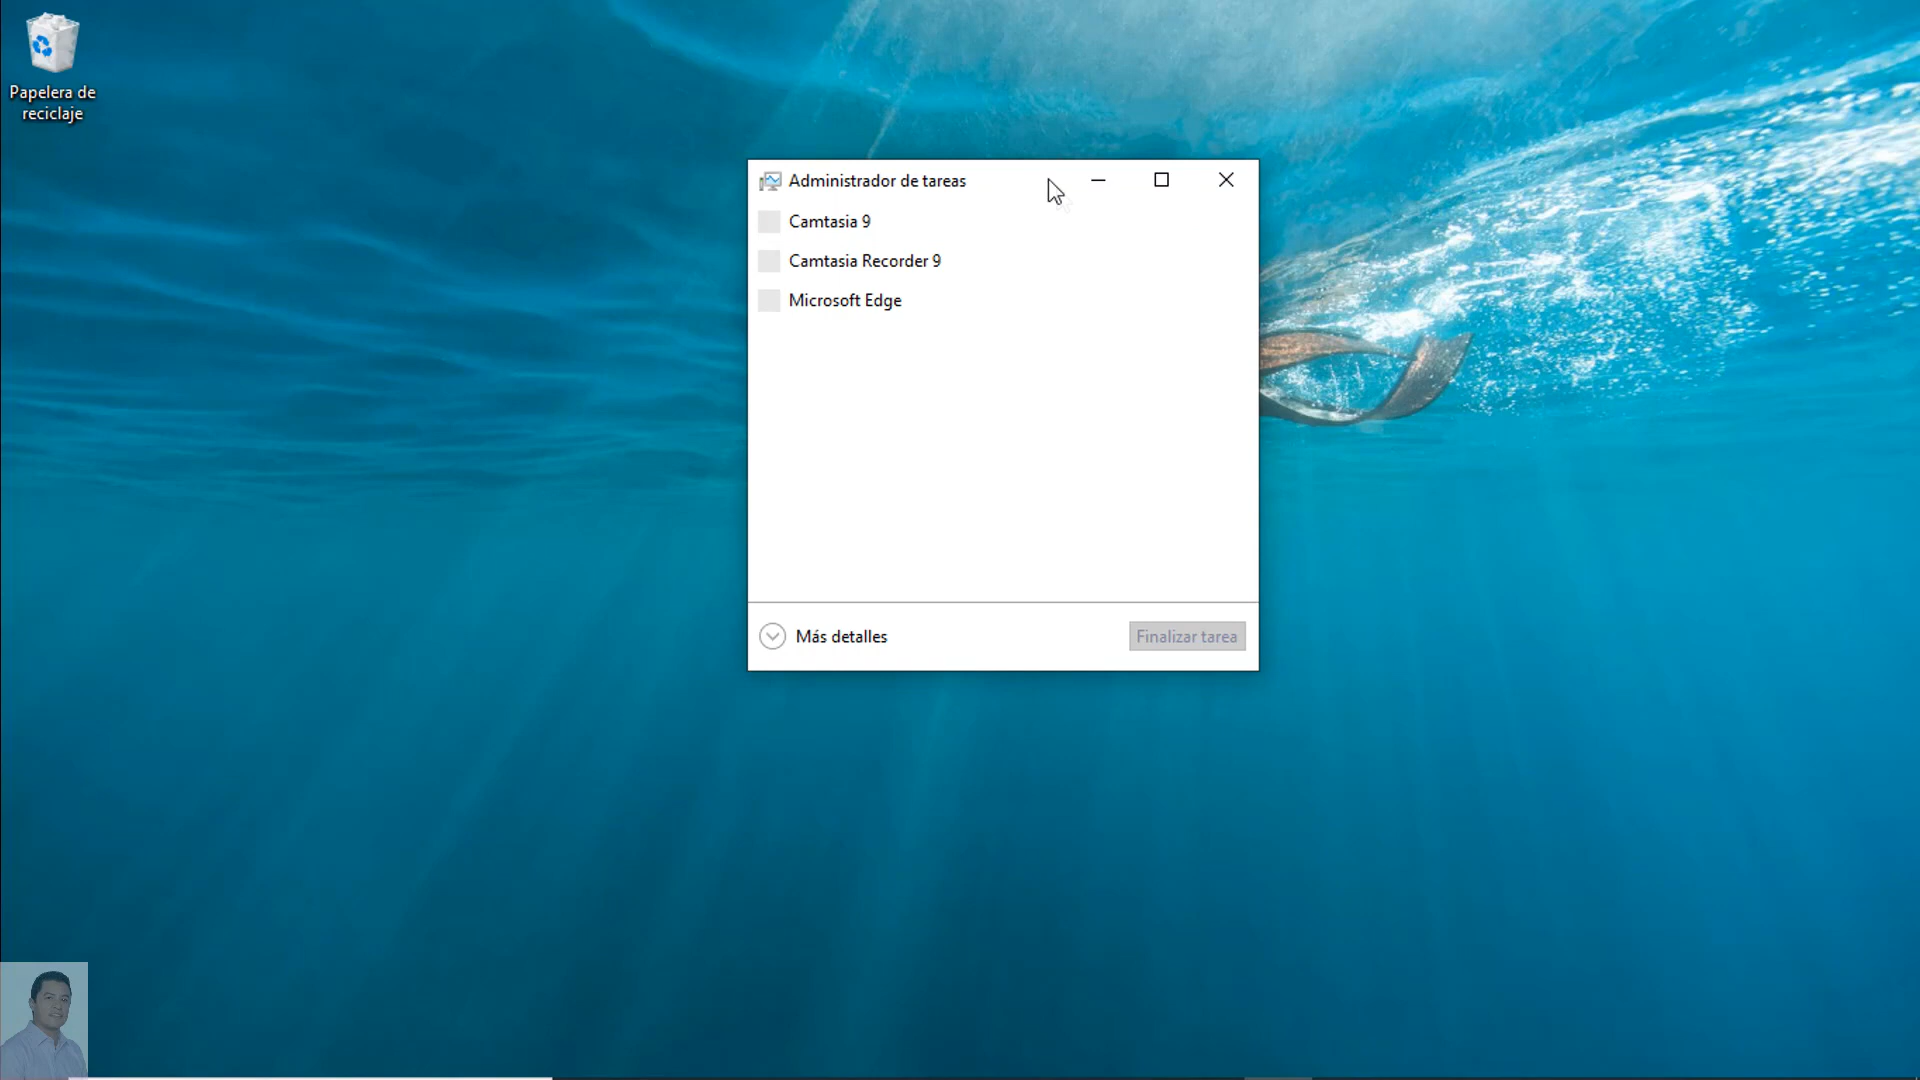 Papelera de
reciclaje
Administrador de tareas
Camtasia 9
Camtasia Recorder 9
Microsoft Edge
Más detalles
Finalizar tarea